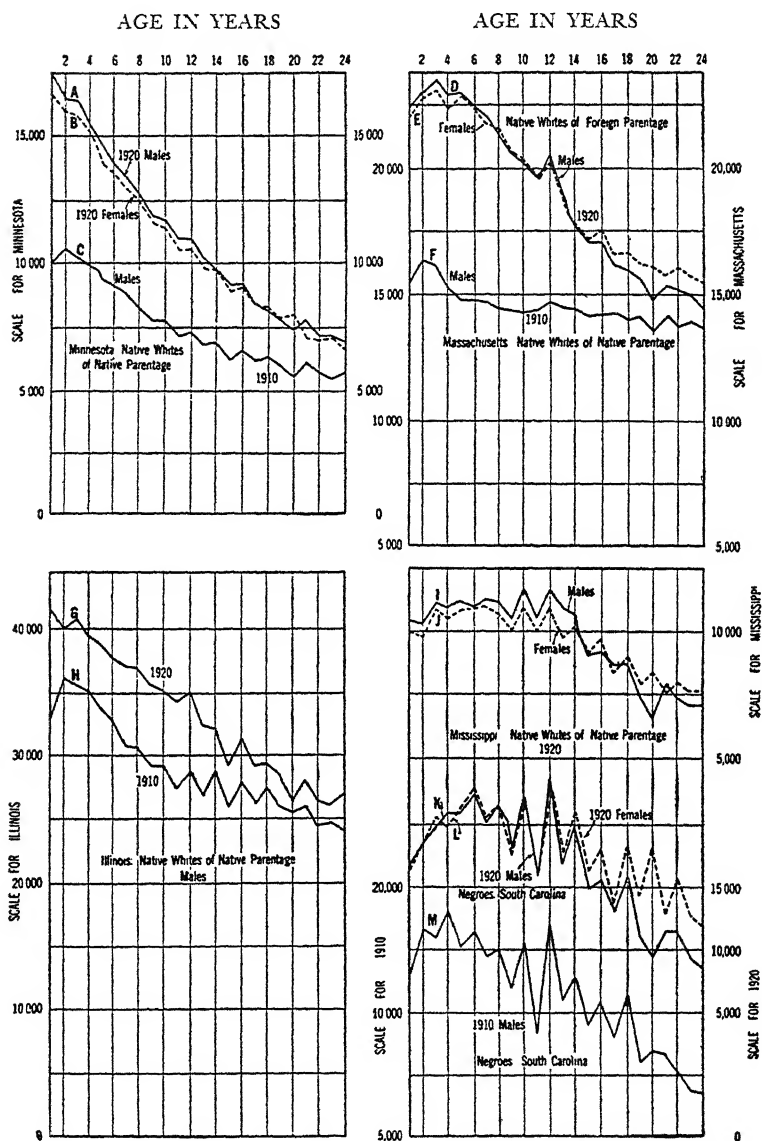 AGE IN YEARS
2 4 6 8 10 12 14 16 18 20 22 24
A
B
15,000
15 000
1920 Males
1920 Females
SCALE FOR MINNESOTA
10 000
10 000
C
Males
Minnesota Native Whites
of Native Parentage
1910
5 000
5 000
0
0
AGE IN YEARS
2 4 6 8 10 12 14 16 18 20 22 24
D
E
Females
Native Whites of Foreign Parentage
Males
20 000
20,000
1920
SCALE FOR MASSACHUSETTS
F
Males
15 000
15,000
1910
Massachusetts Native Whites of Native Parentage
10 000
10 000
5 000
5,000
G
40 000
1920
H
30 000
1910
SCALE FOR ILLINOIS
Illinois: Native Whites of Native Parentage
Males
20 000
10 000
I
J
Males
10 000
Females
SCALE FOR MISSISSIPPI
Mississippi Native Whites of Native Parentage
1920
5,000
K
L
1920 Females
1920 Males
Negroes South Carolina
20,000
15 000
M
SCALE FOR 1910
10,000
10 000
5,000
1910 Males
SCALE FOR 1920
Negroes South Carolina
5,000
0